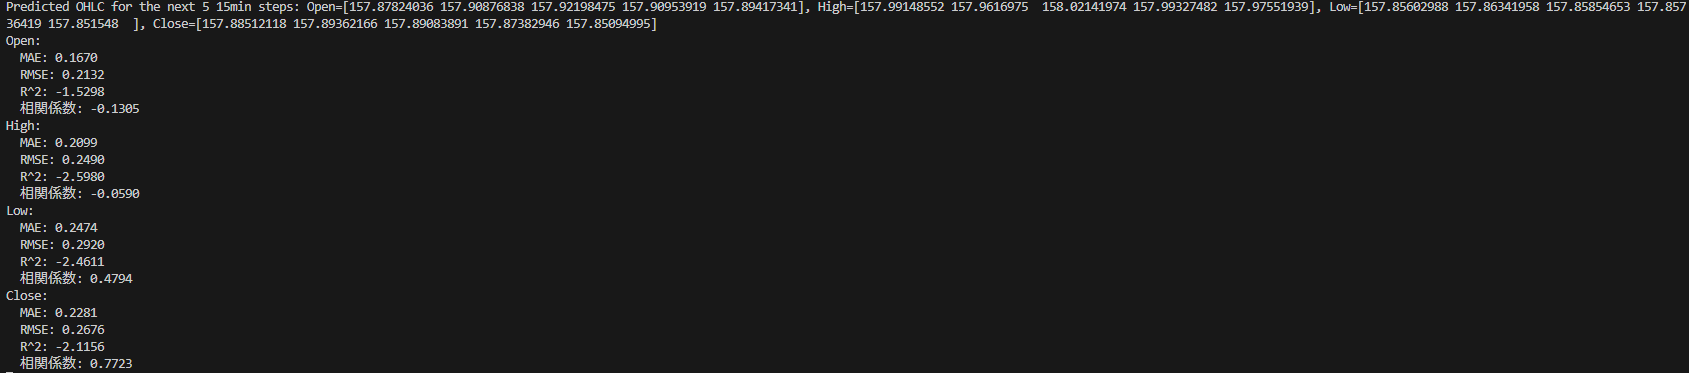 Predicted OHLC for the next 5 15min steps: Open=[157.87824036 157.90876838 157.92198475 157.90953919 157.89417341], High=[157.99148552 157.9616975  158.02141974 157.99327482 157.97551939], Low=[157.85602988 157.86341958 157.85854653 157.857
36419 157.851548  ], Close=[157.88512118 157.89362166 157.89083891 157.87382946 157.85094995]
Open:
  MAE: 0.1670
  RMSE: 0.2132
  R^2: -1.5298
  相関係数: -0.1305
High:
  MAE: 0.2099
  RMSE: 0.2490
  R^2: -2.5980
  相関係数: -0.0590
Low:
  MAE: 0.2474
  RMSE: 0.2920
  R^2: -2.4611
  相関係数: 0.4794
Close:
  MAE: 0.2281
  RMSE: 0.2676
  R^2: -2.1156
  相関係数: 0.7723